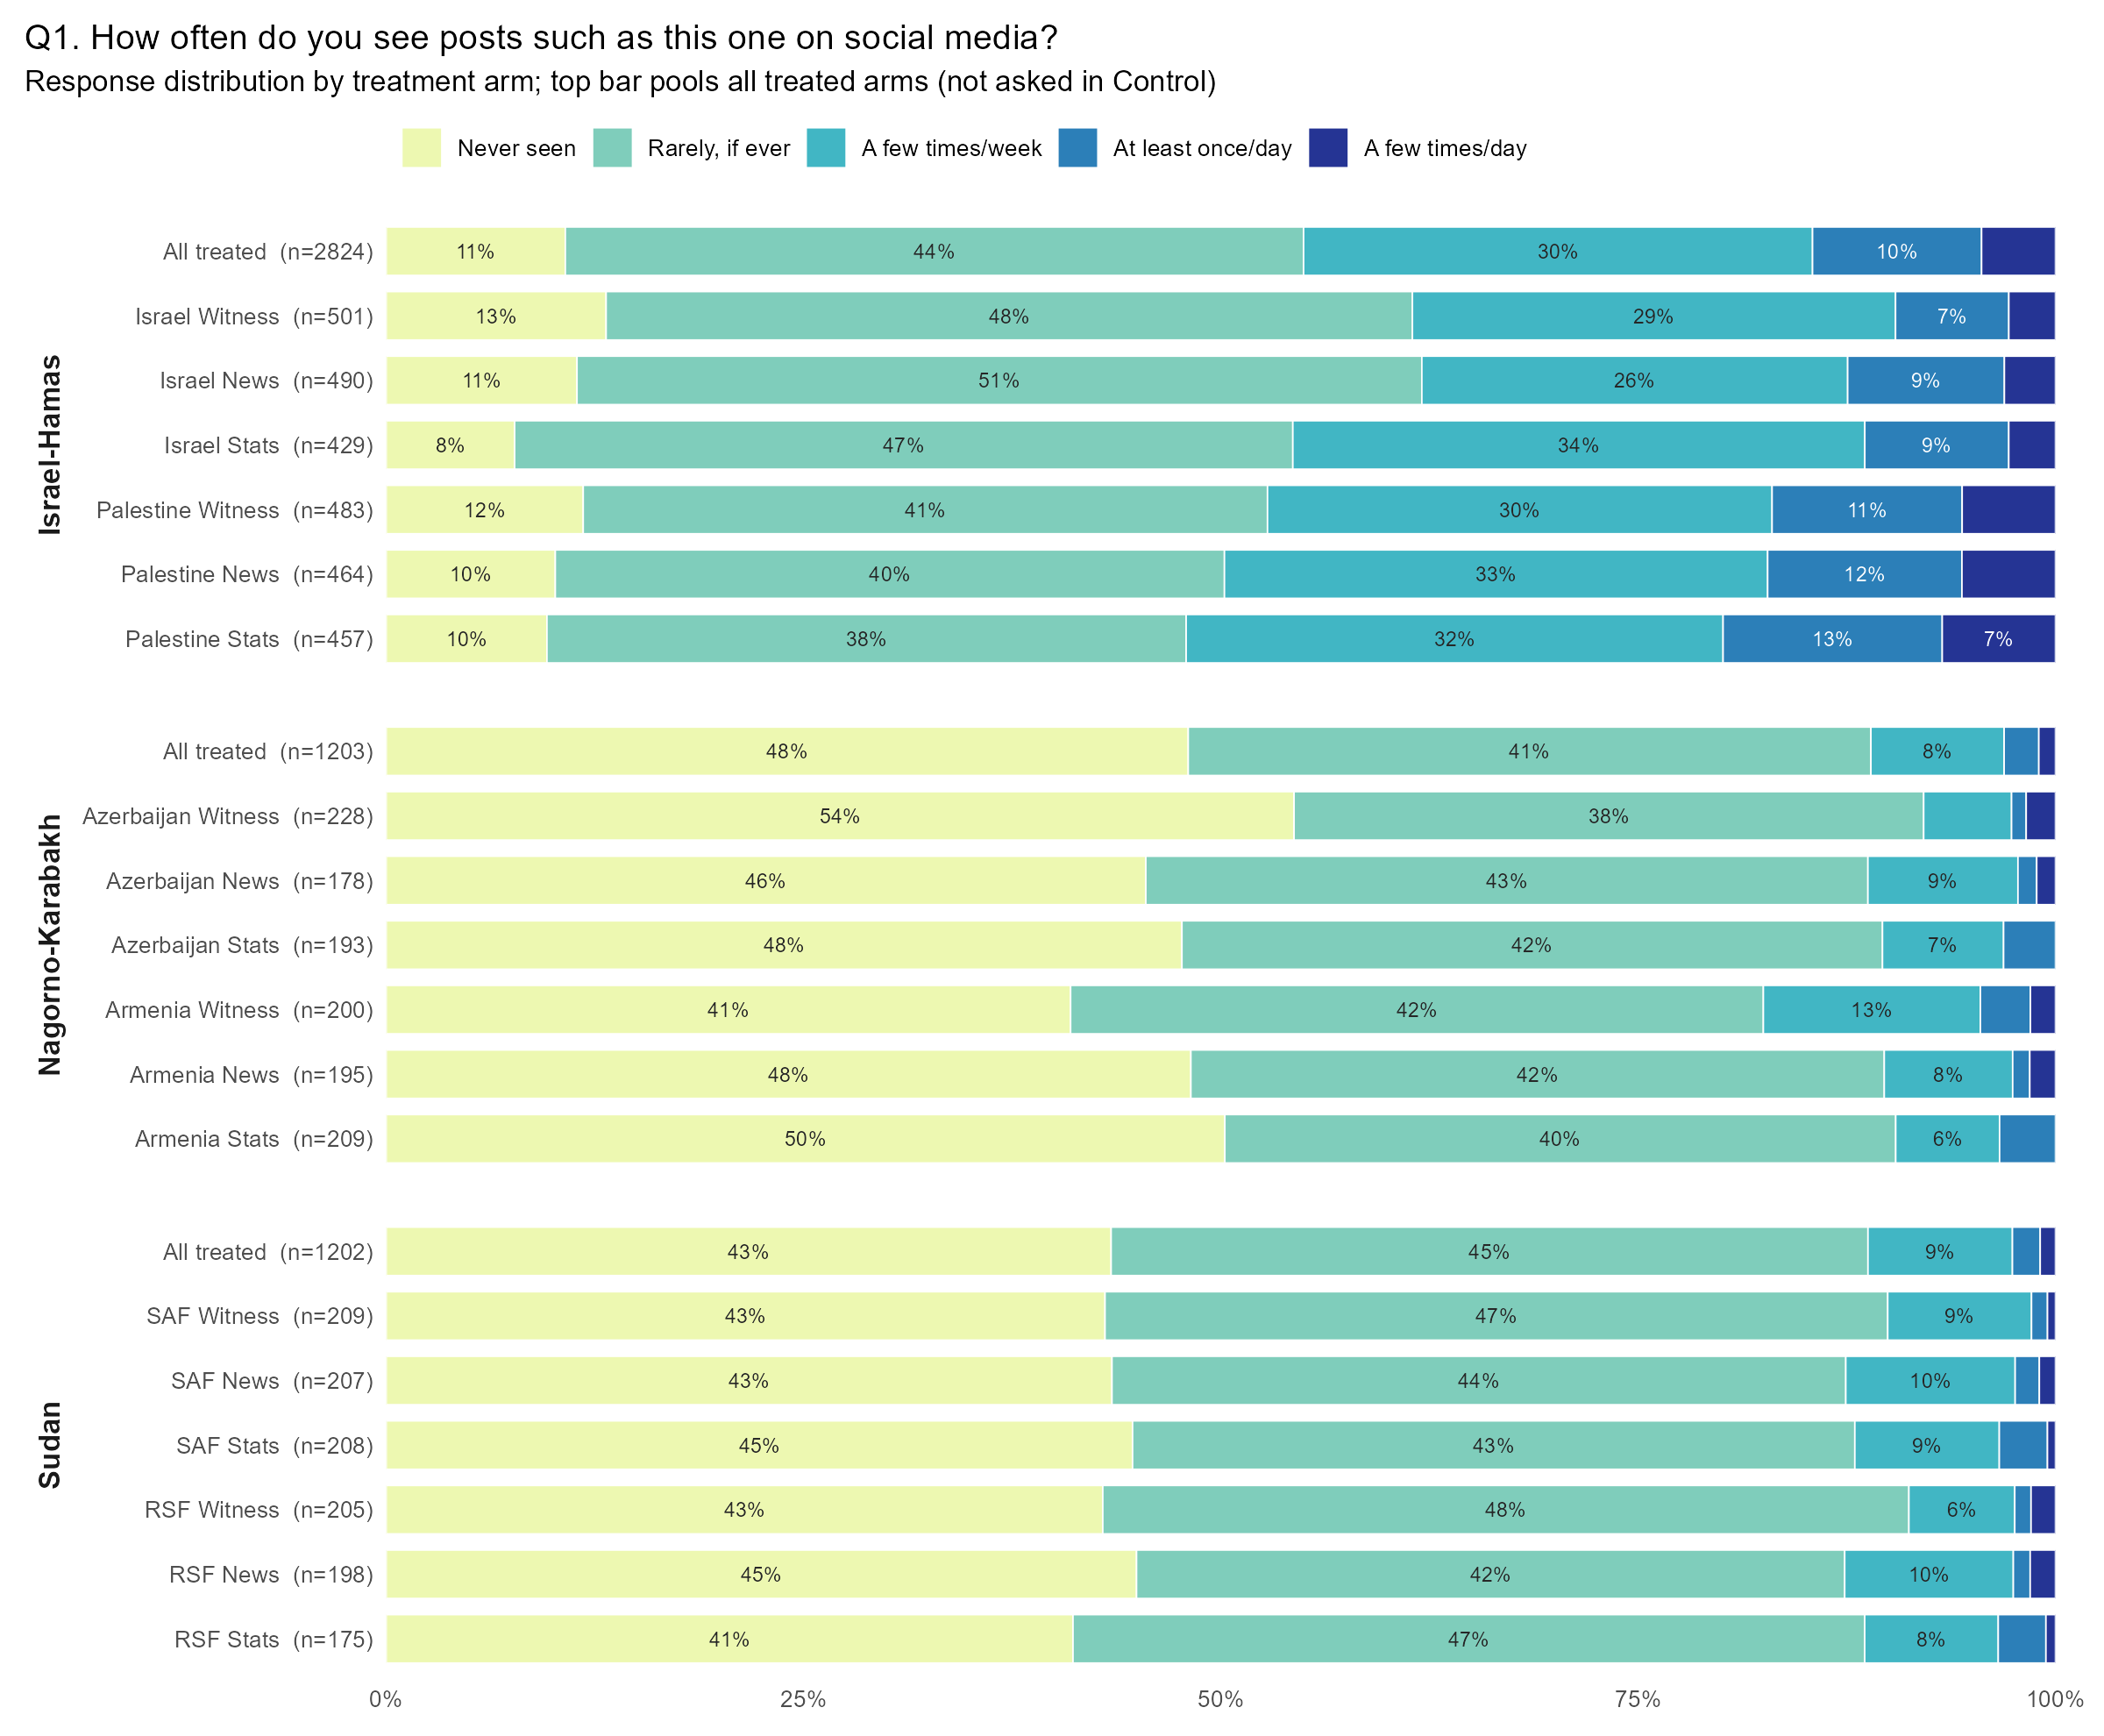 Q1. How often do you see posts such as this one on social media?
Response distribution by treatment arm; top bar pools all treated arms (not asked in Control)
Never seen Rarely, if ever A few times/week At least once/day A few times/day
Israel-Hamas
All treated (n=2824) 11% 44% 30% 10%
Israel Witness (n=501) 13% 48% 29% 7%
Israel News (n=490) 11% 51% 26% 9%
Israel Stats (n=429) 8% 47% 34% 9%
Palestine Witness (n=483) 12% 41% 30% 11%
Palestine News (n=464) 10% 40% 33% 12%
Palestine Stats (n=457) 10% 38% 32% 13% 7%
Nagorno-Karabakh
All treated (n=1203) 48% 41% 8%
Azerbaijan Witness (n=228) 54% 38%
Azerbaijan News (n=178) 46% 43% 9%
Azerbaijan Stats (n=193) 48% 42% 7%
Armenia Witness (n=200) 41% 42% 13%
Armenia News (n=195) 48% 42% 8%
Armenia Stats (n=209) 50% 40% 6%
Sudan
All treated (n=1202) 43% 45% 9%
SAF Witness (n=209) 43% 47% 9%
SAF News (n=207) 43% 44% 10%
SAF Stats (n=208) 45% 43% 9%
RSF Witness (n=205) 43% 48% 6%
RSF News (n=198) 45% 42% 10%
RSF Stats (n=175) 41% 47% 8%
0% 25% 50% 75% 100%